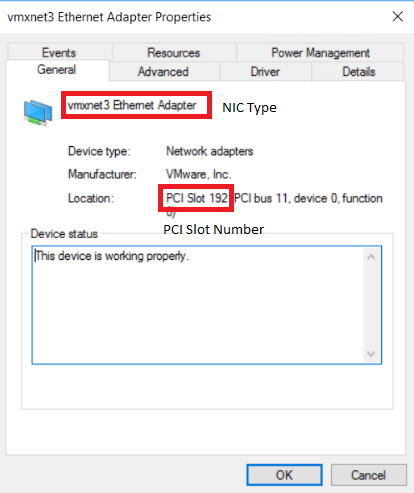 vmxnet3 Ethernet Adapter Properties
Events Resources Power Management
General Advanced Driver Details
vmxnet3 Ethernet Adapter NIC Type
Device type: Network adapters
Manufacturer: VMware, Inc.
Location: PCI Slot 192 (PCI bus 11, device 0, function
0)
PCI Slot Number
Device status
This device is working properly.
OK Cancel